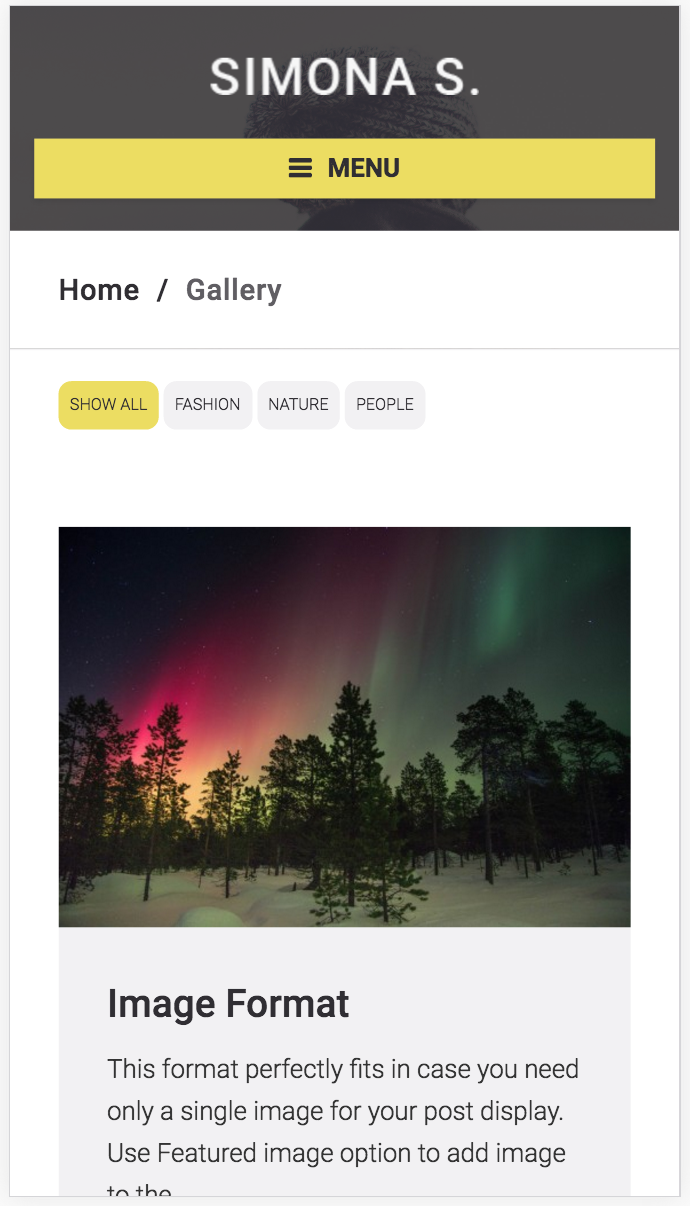 SIMONA S.
MENU
Home / Gallery
SHOW ALL FASHION NATURE PEOPLE
Image Format
This format perfectly fits in case you need
only a single image for your post display.
Use Featured image option to add image
to the